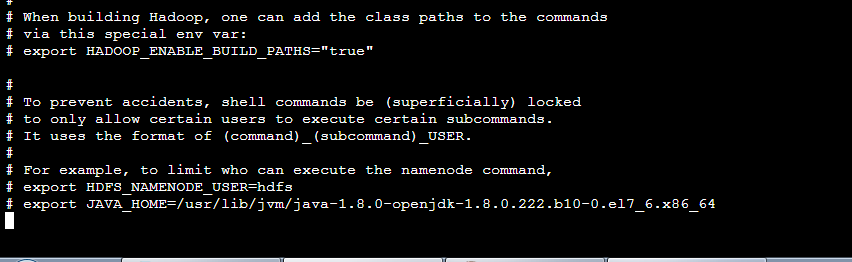 #
# When building Hadoop, one can add the class paths to the commands
# via this special env var:
# export HADOOP_ENABLE_BUILD_PATHS="true"
#
# To prevent accidents, shell commands be (superficially) locked
# to only allow certain users to execute certain subcommands.
# It uses the format of (command)_(subcommand)_USER.
#
# For example, to limit who can execute the namenode command,
# export HDFS_NAMENODE_USER=hdfs
# export JAVA_HOME=/usr/lib/jvm/java-1.8.0-openjdk-1.8.0.222.b10-0.el7_6.x86_64